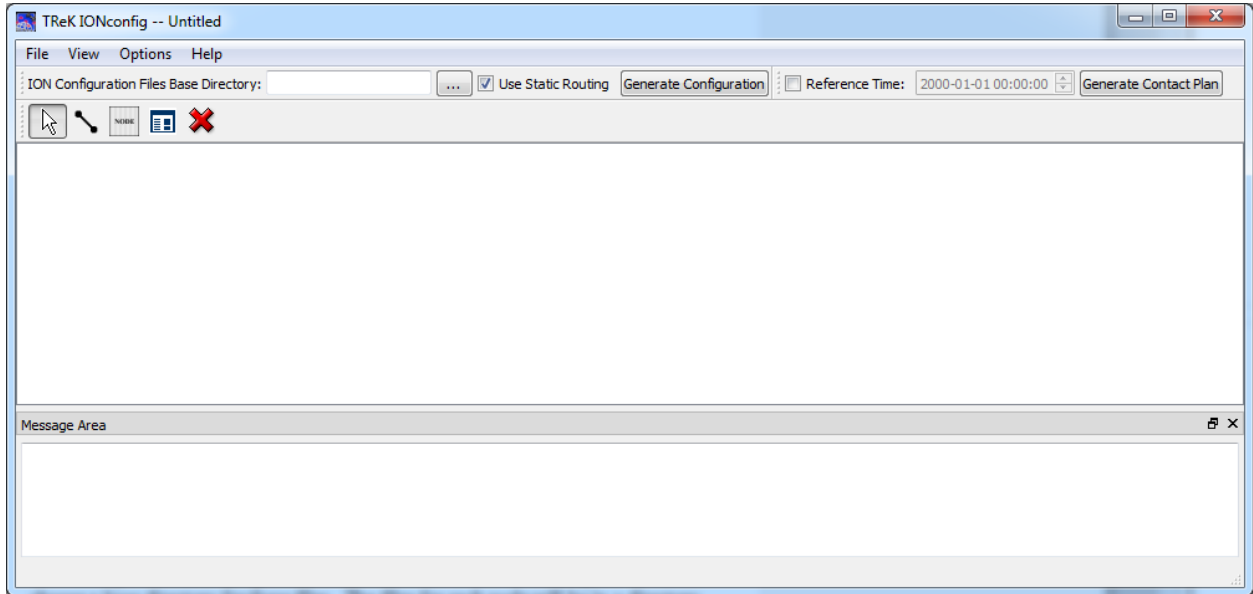 TReK IONconfig -- Untitled
File View Options Help
ION Configuration Files Base Directory: ... Use Static Routing Generate Configuration Reference Time: 2000-01-01 00:00:00 Generate Contact Plan
NODE
Message Area